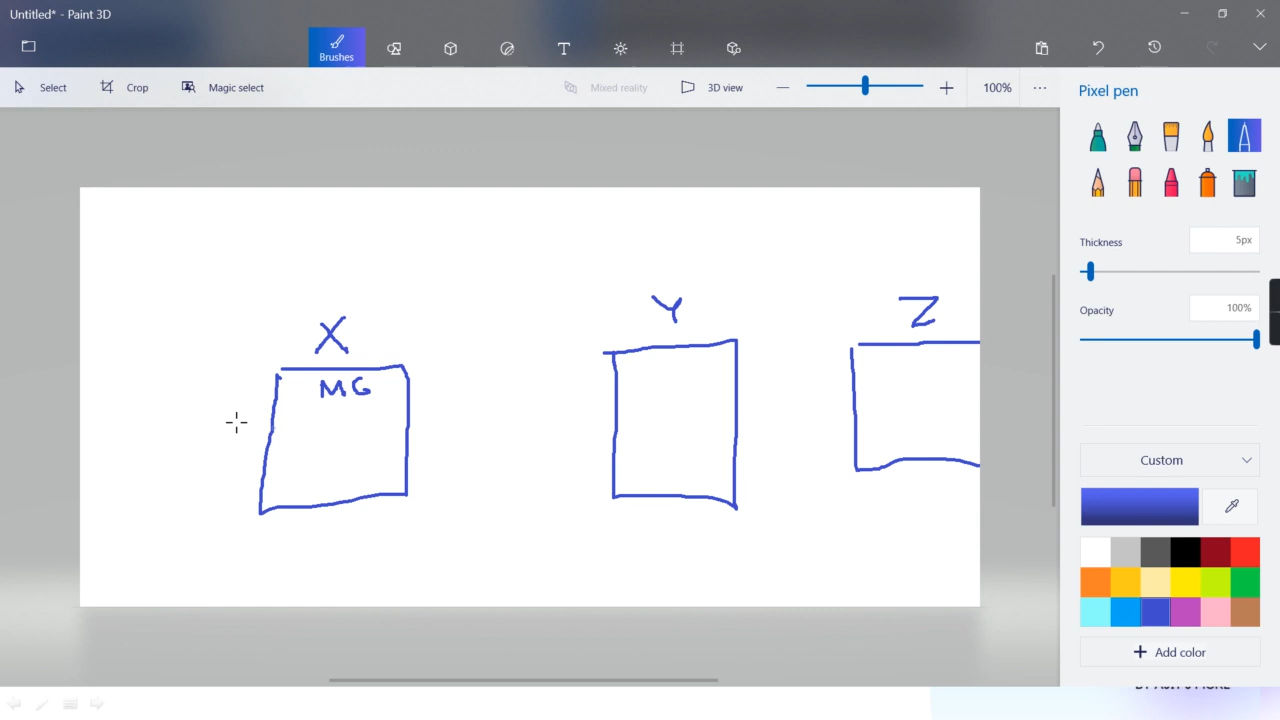 Untitled* - Paint 3D
Brushes
Select Crop Magic select Mixed reality 3D view 100%
Pixel pen
Thickness 5px
Opacity 100%
X Y Z
MG
Custom
Add color